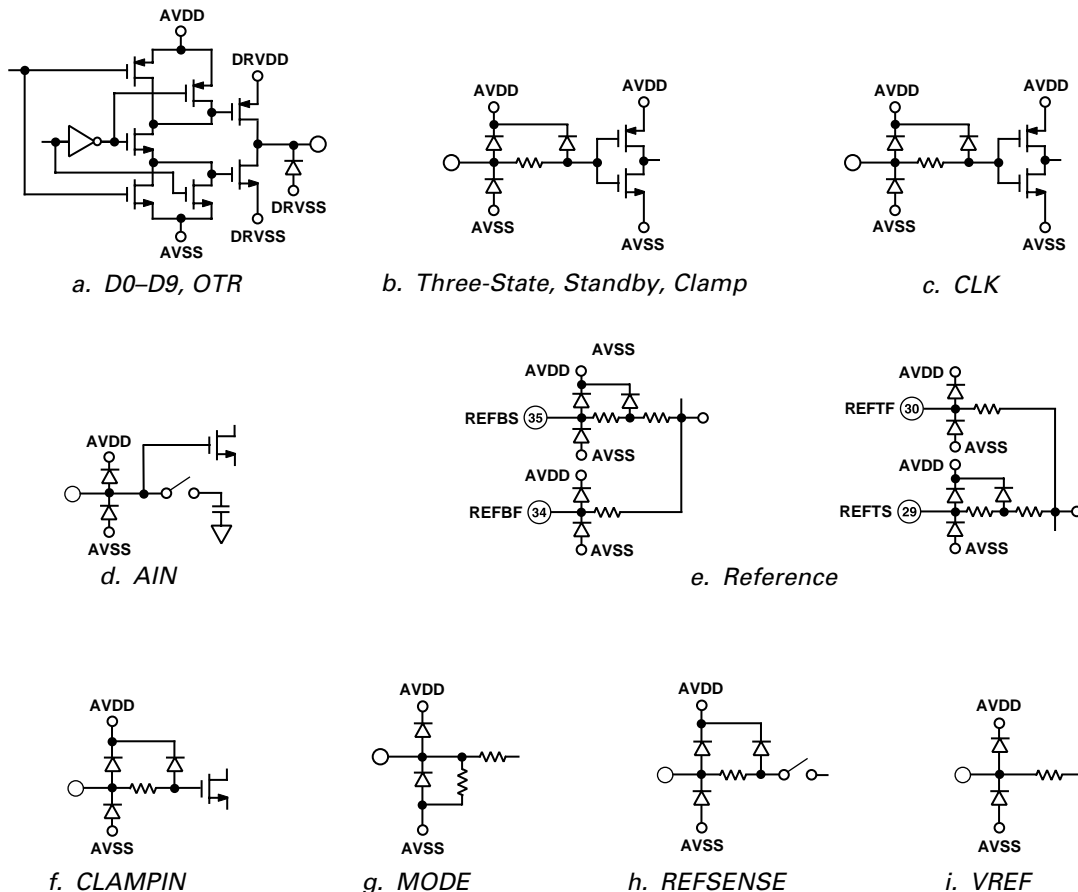 AVDD
DRVDD
DRVSS
AVSS
DRVSS
a. D0–D9, OTR
AVDD
AVDD
AVSS
AVSS
b. Three-State, Standby, Clamp
AVDD
AVDD
AVSS
AVSS
c. CLK
AVDD
AVSS
d. AIN
AVSS
AVDD
REFBS 35
AVSS
AVDD
REFBF 34
AVSS
AVDD
REFTF 30
AVSS
AVDD
REFTS 29
AVSS
e. Reference
AVDD
AVSS
f. CLAMPIN
AVDD
AVSS
g. MODE
AVDD
AVSS
h. REFSENSE
AVDD
AVSS
i. VREF